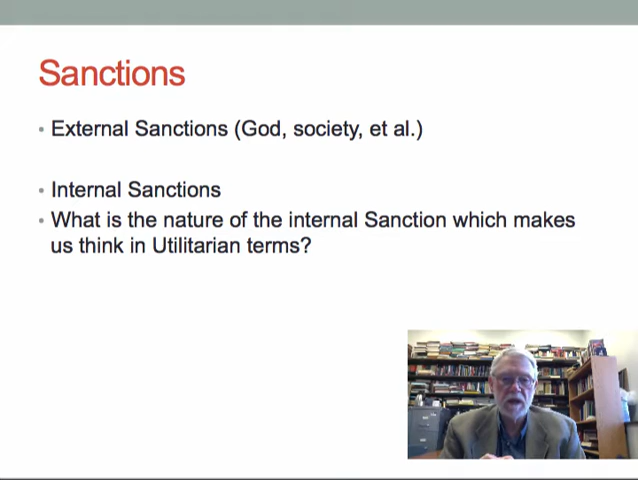 Sanctions
• External Sanctions (God, society, et al.)
• Internal Sanctions
• What is the nature of the internal Sanction which makes
us think in Utilitarian terms?